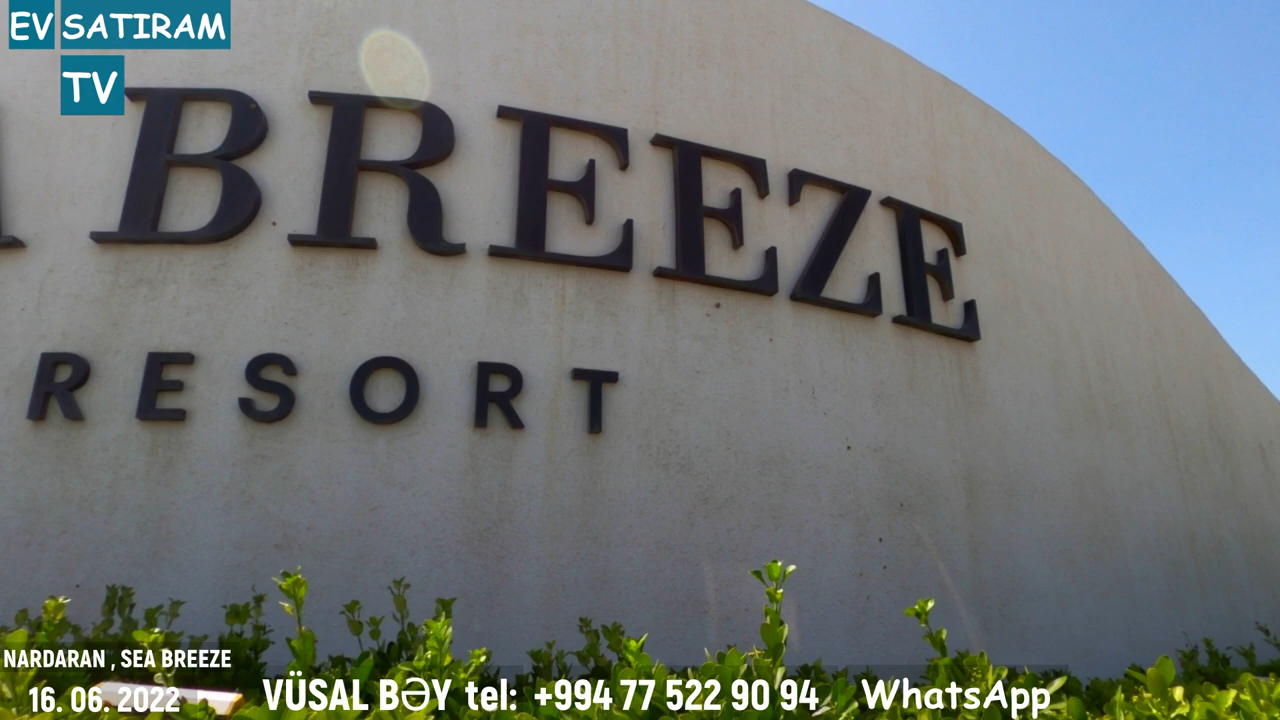 EV SATIRAM
TV
BREEZE
RESORT
NARDARAN , SEA BREEZE
16. 06. 2022
VÜSAL BƏY tel: +994 77 522 90 94 WhatsApp